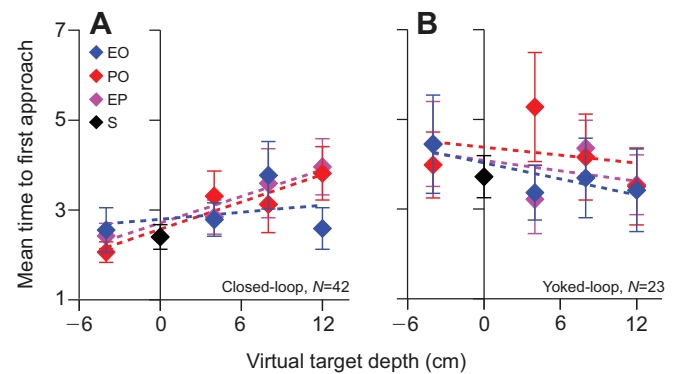 A
B
Mean time to first approach
7
5
3
1
EO
PO
EP
S
Closed-loop, N=42
Yoked-loop, N=23
−6 0 6 12
−6 0 6 12
Virtual target depth (cm)